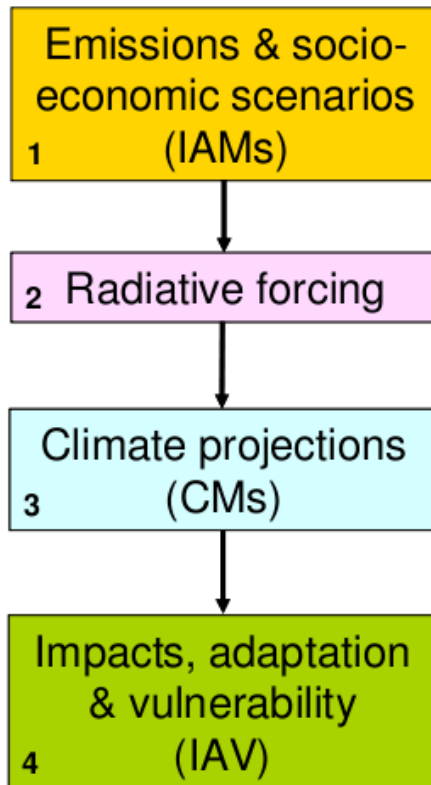 Emissions & socio-
economic scenarios
1 (IAMs)
2 Radiative forcing
Climate projections
3 (CMs)
Impacts, adaptation
& vulnerability
4 (IAV)